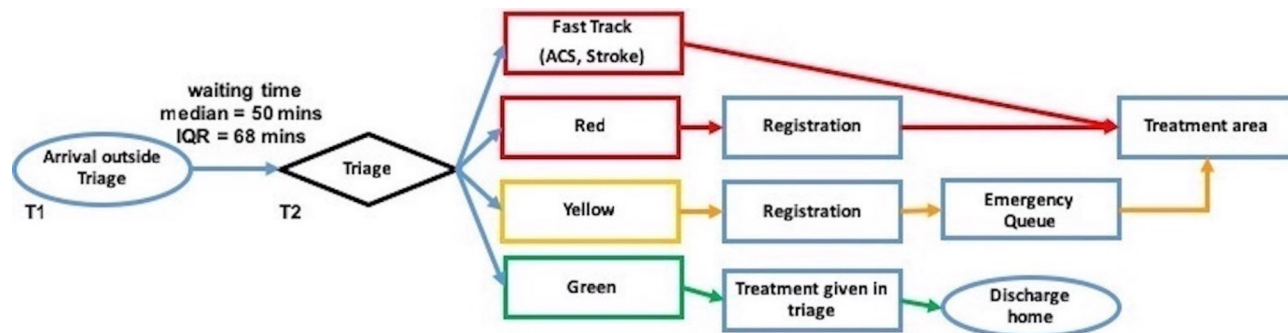 Fast Track
(ACS, Stroke)
waiting time
median = 50 mins
IQR = 68 mins
Red
Registration
Treatment area
Arrival outside
Triage
Triage
T1
T2
Yellow
Registration
Emergency
Queue
Green
Treatment given in
triage
Discharge
home